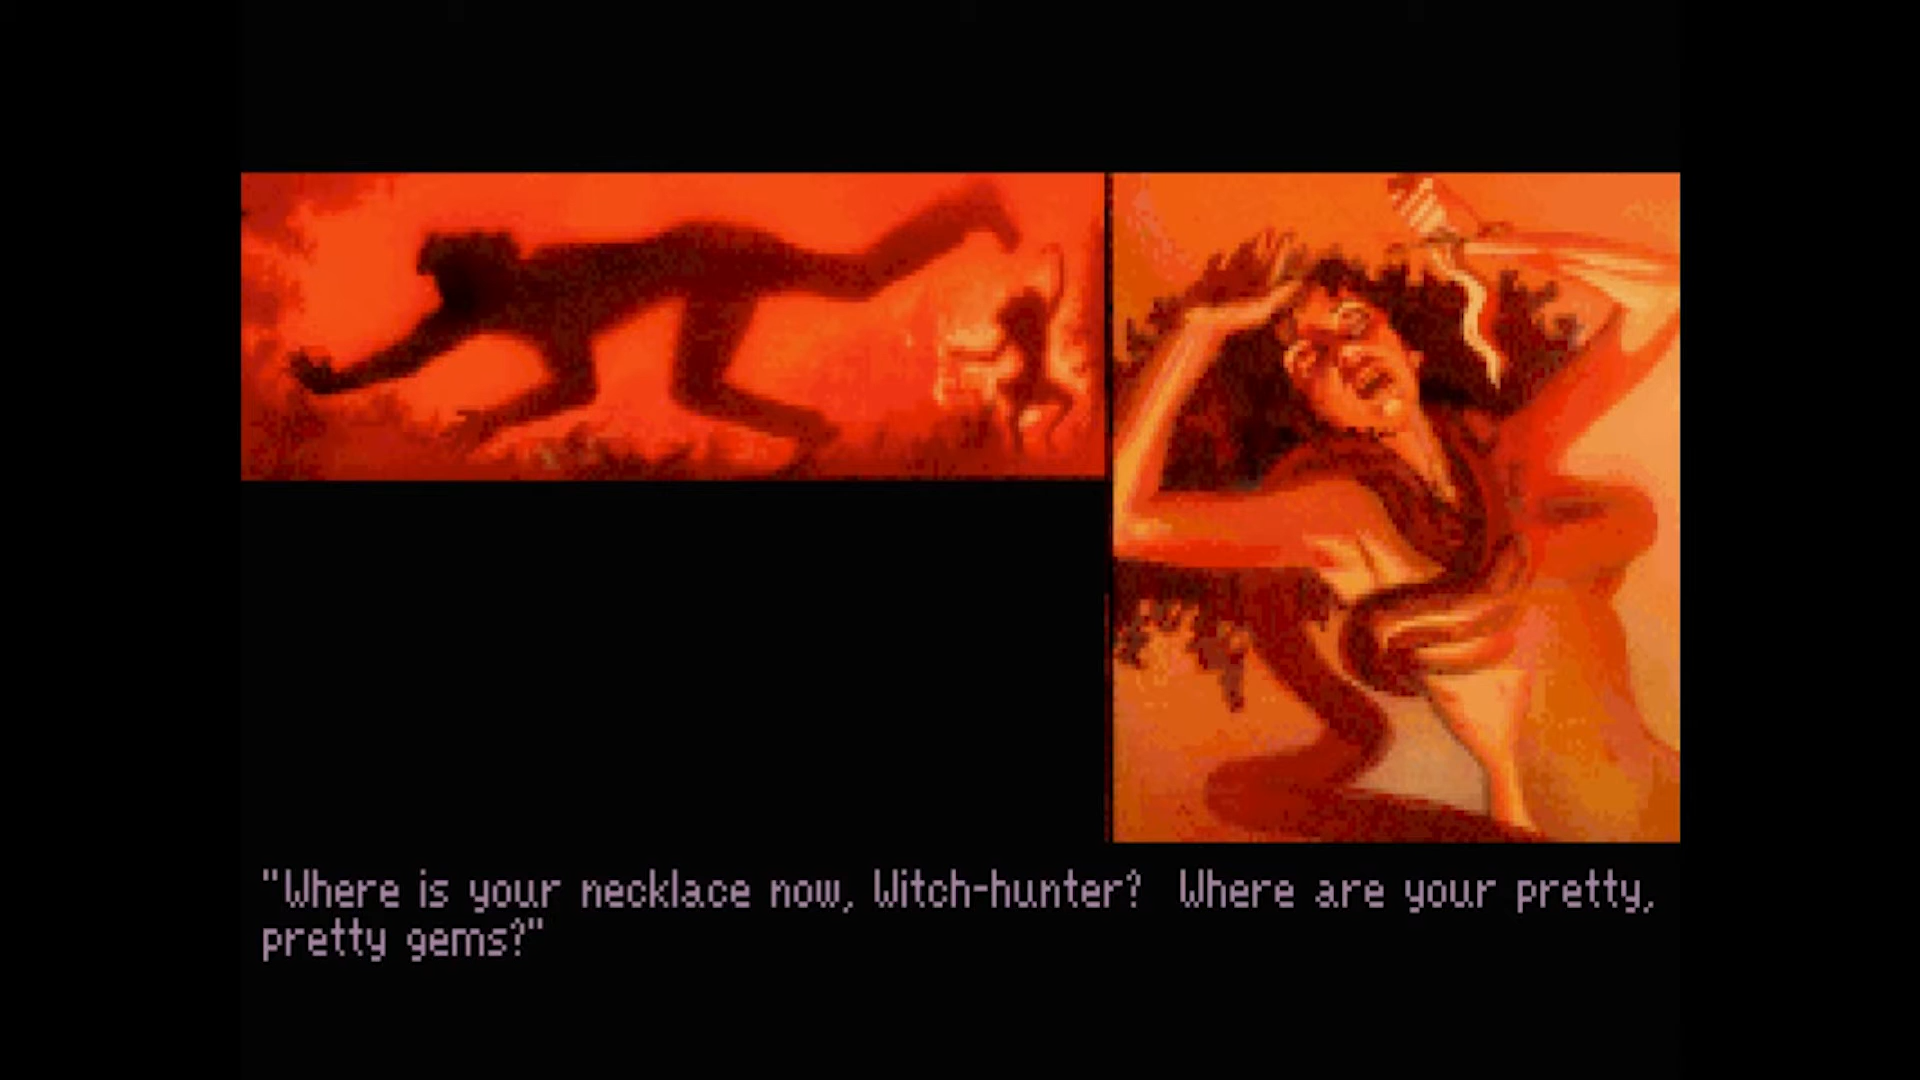 "Where is your necklace now, Witch-hunter?  Where are your pretty,
pretty gems?"